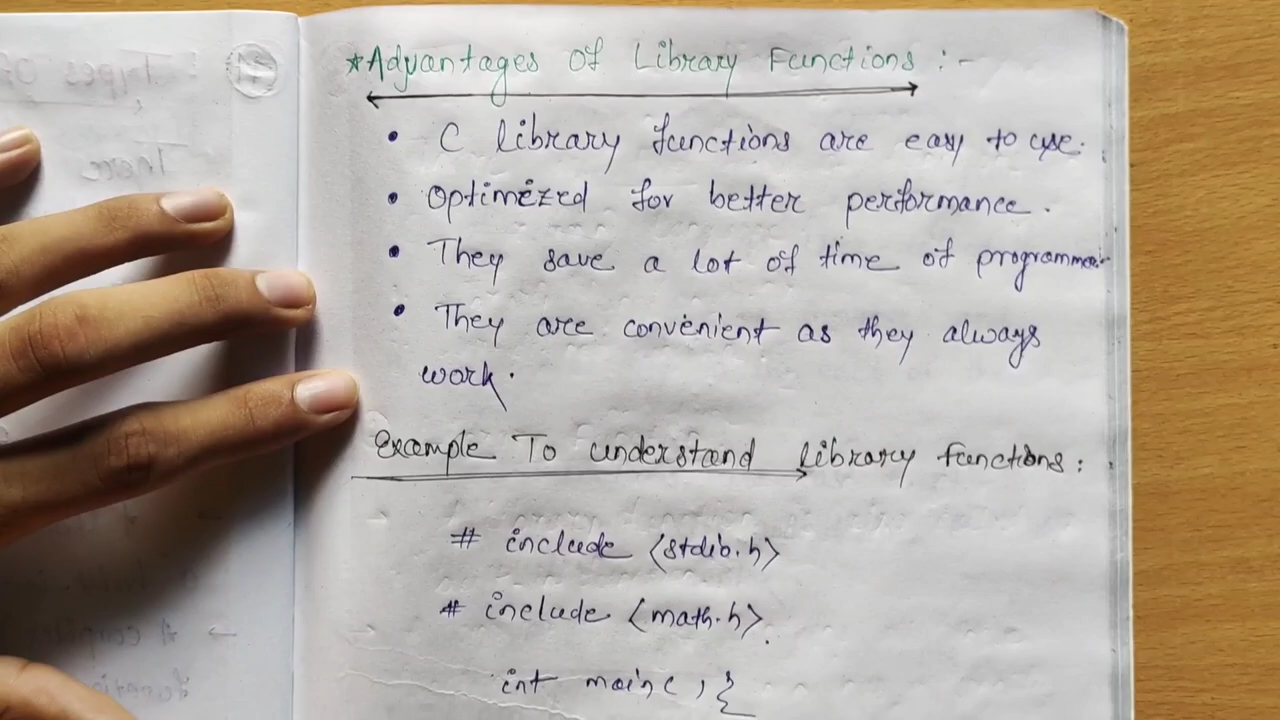 *Advantages Of Library Functions :-
• C library functions are easy to use.
• Optimized for better performance.
• They save a lot of time of programmer
• They are convenient as they always
work.
Example To understand library functions:
# include <stdib.h>
# include <math.h>
int main( ) {